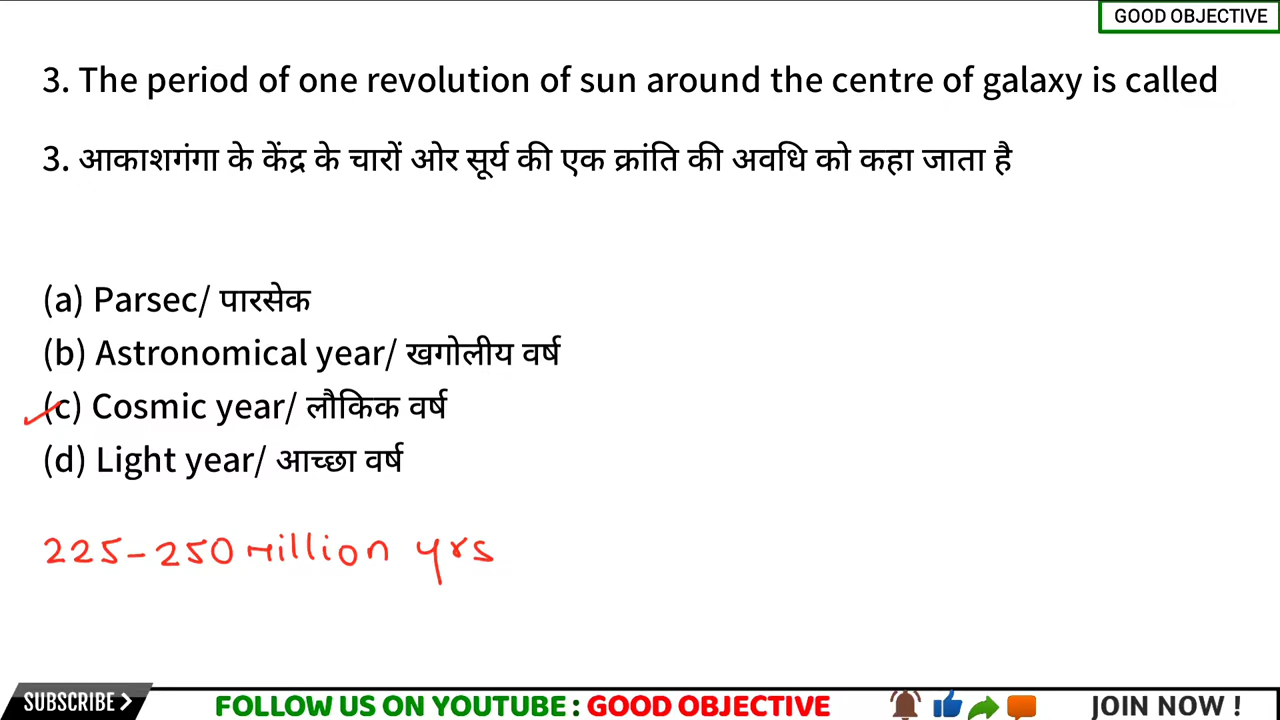 GOOD OBJECTIVE
3. The period of one revolution of sun around the centre of galaxy is called
3. आकाशगंगा के केंद्र के चारों ओर सूर्य की एक क्रांति की अवधि को कहा जाता है
(a) Parsec/ पारसेक
(b) Astronomical year/ खगोलीय वर्ष
(c) Cosmic year/ लौकिक वर्ष
(d) Light year/ आच्छा वर्ष
225-250 Million yrs
SUBSCRIBE FOLLOW US ON YOUTUBE : GOOD OBJECTIVE JOIN NOW !